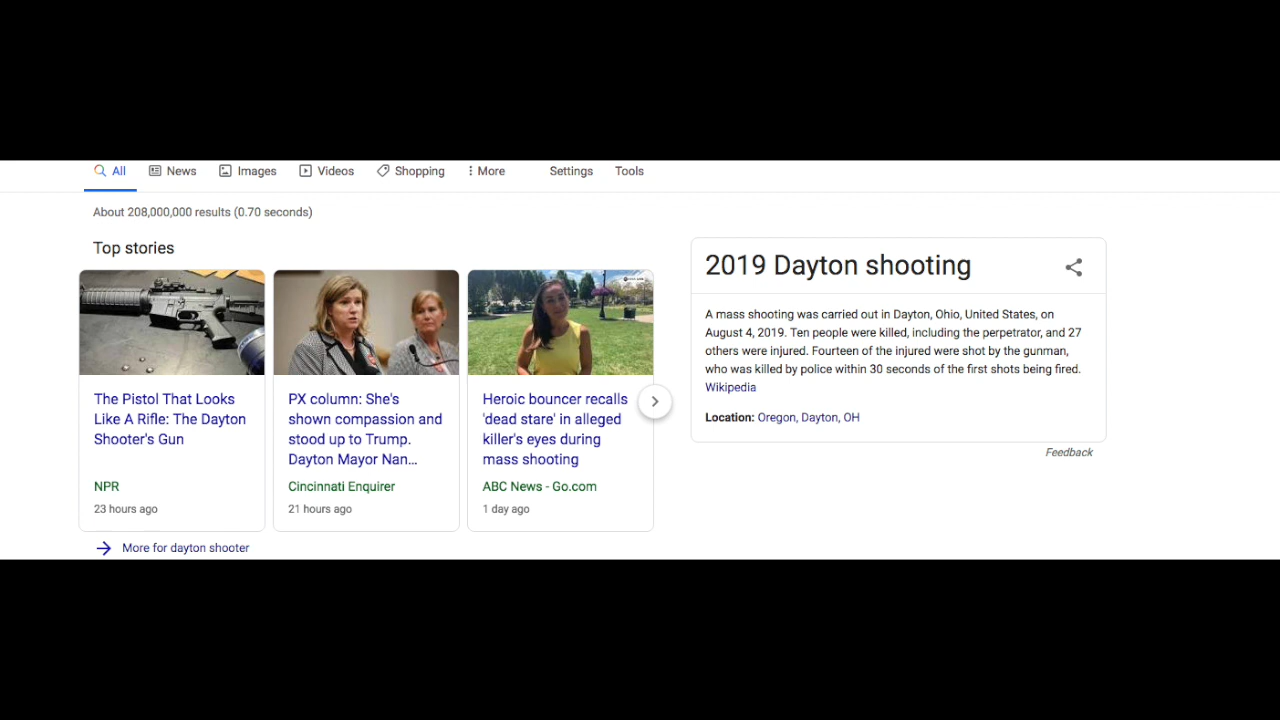 All News Images Videos Shopping More Settings Tools
About 208,000,000 results (0.70 seconds)
Top stories
The Pistol That Looks
Like A Rifle: The Dayton
Shooter's Gun
NPR
23 hours ago
PX column: She's
shown compassion and
stood up to Trump.
Dayton Mayor Nan...
Cincinnati Enquirer
21 hours ago
Heroic bouncer recalls
'dead stare' in alleged
killer's eyes during
mass shooting
ABC News - Go.com
1 day ago
More for dayton shooter
2019 Dayton shooting
A mass shooting was carried out in Dayton, Ohio, United States, on
August 4, 2019. Ten people were killed, including the perpetrator, and 27
others were injured. Fourteen of the injured were shot by the gunman,
who was killed by police within 30 seconds of the first shots being fired.
Wikipedia
Location: Oregon, Dayton, OH
Feedback